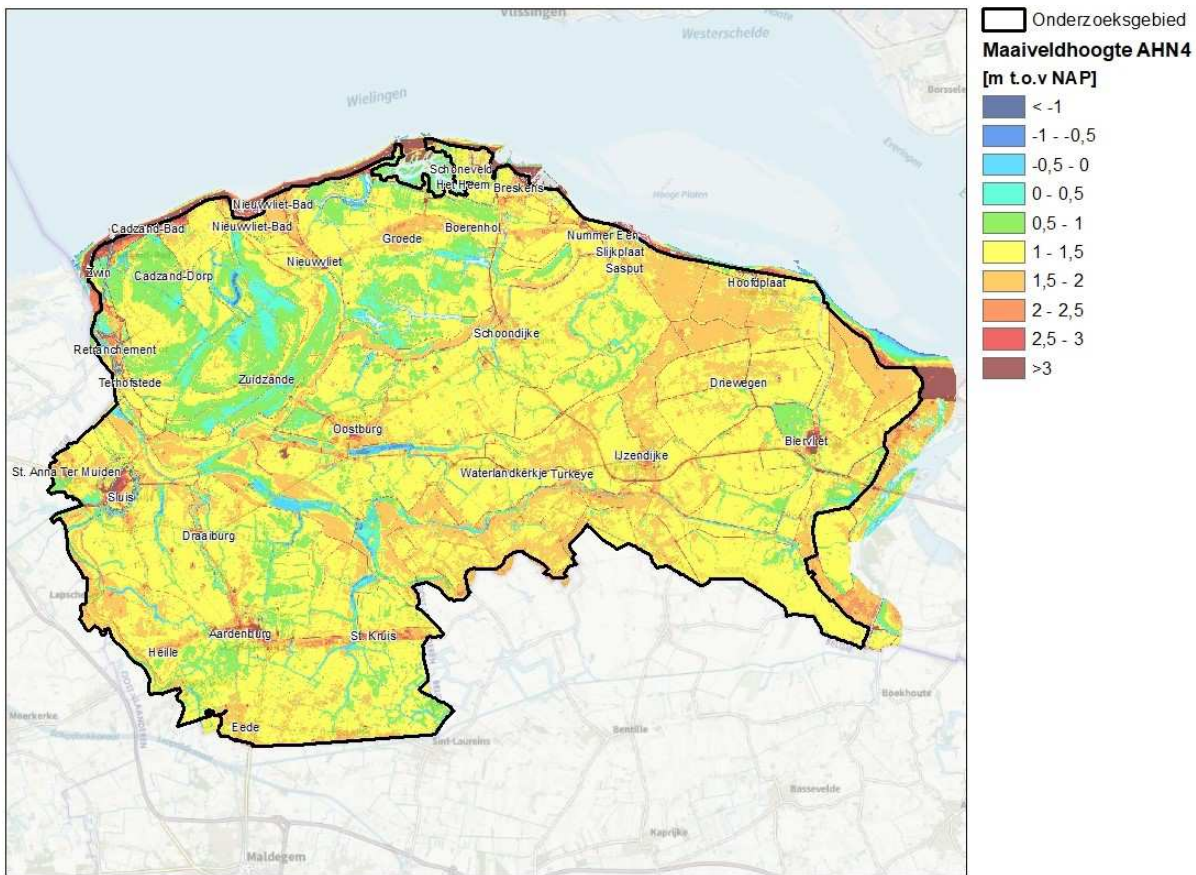 Vlissingen
Westerschelde
Wielingen
Borssele
Everingen
Hooge Platen
Schoneveld
Het Heem
Breskens
Nieuwvliet-Bad
Cadzand-Bad
Nieuwvliet-Bad
Groede
Boerenhol
Nummer Een
Slijkplaat
Sasput
Zwin
Cadzand-Dorp
Nieuwvliet
Hoofdplaat
Schoondijke
Retranchement
Terhofstede
Zuidzande
Driewegen
Oostburg
Biervliet
IJzendijke
St. Anna Ter Muiden
Waterlandkerkje
Turkeye
Sluis
Draaiburg
Aardenburg
St. Kruis
Heille
Eede
Moerkerke
Sint-Laureins
Bentille
Boekhoute
Bassevelde
Kaprijke
Maldegem
Onderzoeksgebied
Maaiveldhoogte AHN4
[m t.o.v NAP]
< -1
-1 - -0,5
-0,5 - 0
0 - 0,5
0,5 - 1
1 - 1,5
1,5 - 2
2 - 2,5
2,5 - 3
>3